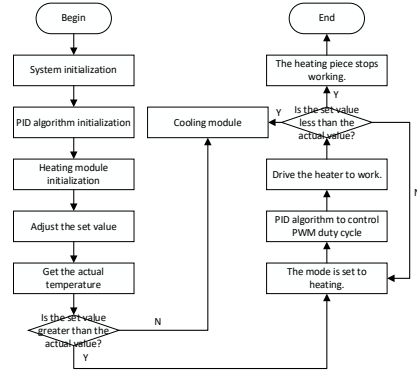 Begin
System initialization
PID algorithm initialization
Heating module
initialization
Adjust the set value
Get the actual
temperature
Is the set value
greater than the
actual value?
N
Y
Cooling module
End
The heating piece stops
working.
Y
Y
Is the set value
less than the
actual value?
N
Drive the heater to work.
PID algorithm to control
PWM duty cycle
The mode is set to
heating.